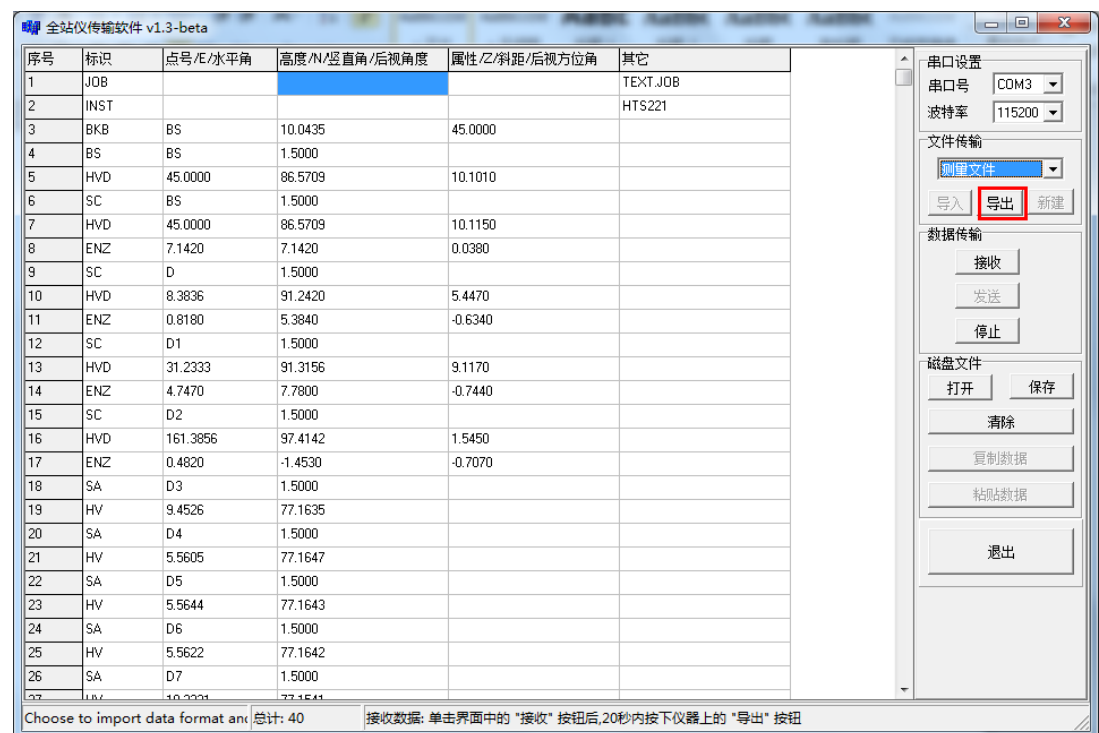 全站仪传输软件 v1.3-beta
序号 标识 点号/E/水平角 高度/N/竖直角/后视角度 属性/Z/斜距/后视方位角 其它
1 JOB TEXT.JOB
2 INST HTS221
3 BKB BS 10.0435 45.0000
4 BS BS 1.5000
5 HVD 45.0000 86.5709 10.1010
6 SC BS 1.5000
7 HVD 45.0000 86.5709 10.1150
8 ENZ 7.1420 7.1420 0.0380
9 SC D 1.5000
10 HVD 8.3836 91.2420 5.4470
11 ENZ 0.8180 5.3840 -0.6340
12 SC D1 1.5000
13 HVD 31.2333 91.3156 9.1170
14 ENZ 4.7470 7.7800 -0.7440
15 SC D2 1.5000
16 HVD 161.3856 97.4142 1.5450
17 ENZ 0.4820 -1.4530 -0.7070
18 SA D3 1.5000
19 HV 9.4526 77.1635
20 SA D4 1.5000
21 HV 5.5605 77.1647
22 SA D5 1.5000
23 HV 5.5644 77.1643
24 SA D6 1.5000
25 HV 5.5622 77.1642
26 SA D7 1.5000
串口设置
串口号 COM3
波特率 115200
文件传输
测量文件
导入 导出 新建
数据传输
接收
发送
停止
磁盘文件
打开 保存
清除
复制数据
粘贴数据
退出
Choose to import data format and 总计: 40 接收数据: 单击界面中的 "接收" 按钮后,20秒内按下仪器上的 "导出" 按钮